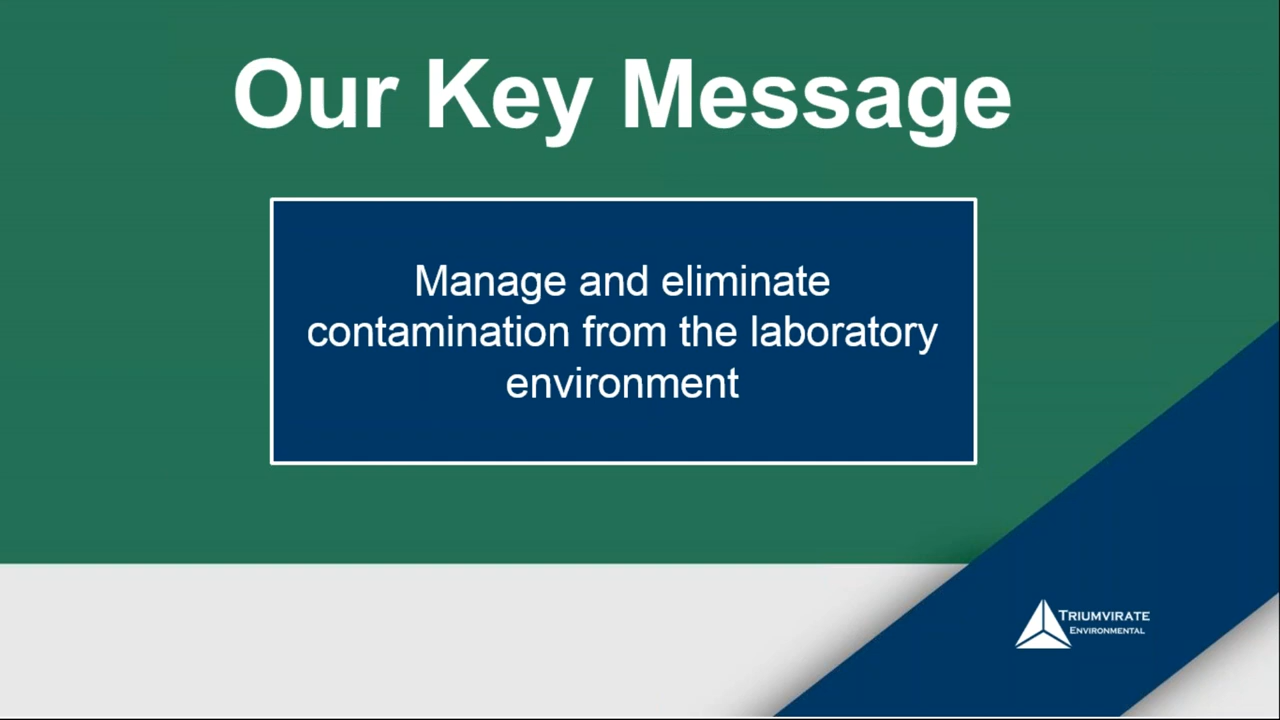 Our Key Message
Manage and eliminate
contamination from the laboratory
environment
TRIUMVIRATE
ENVIRONMENTAL